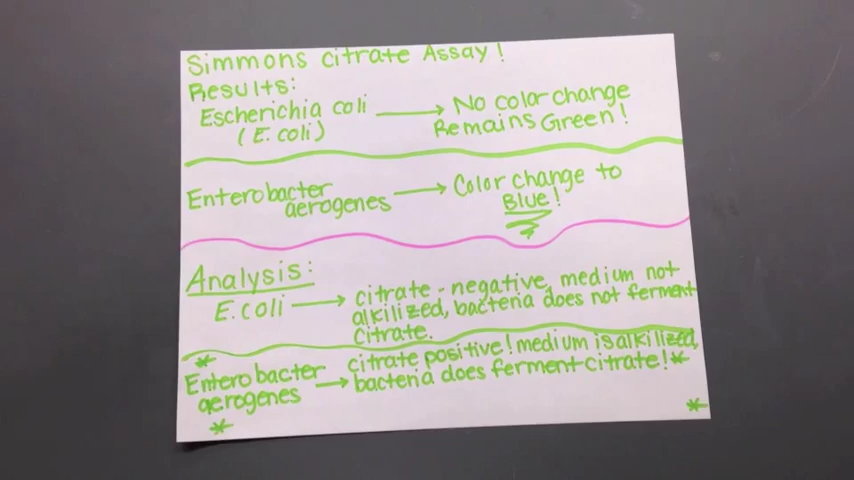 Simmons Citrate Assay!
Results:
Escherichia coli → No color change
(E. coli) Remains Green!
Enterobacter → Color change to
aerogenes Blue!
Analysis:
E.coli → citrate - negative, medium not
alkilized, bacteria does not ferment
citrate.
* Enterobacter → citrate positive! medium is alkilized,
aerogenes bacteria does ferment citrate!*
* *